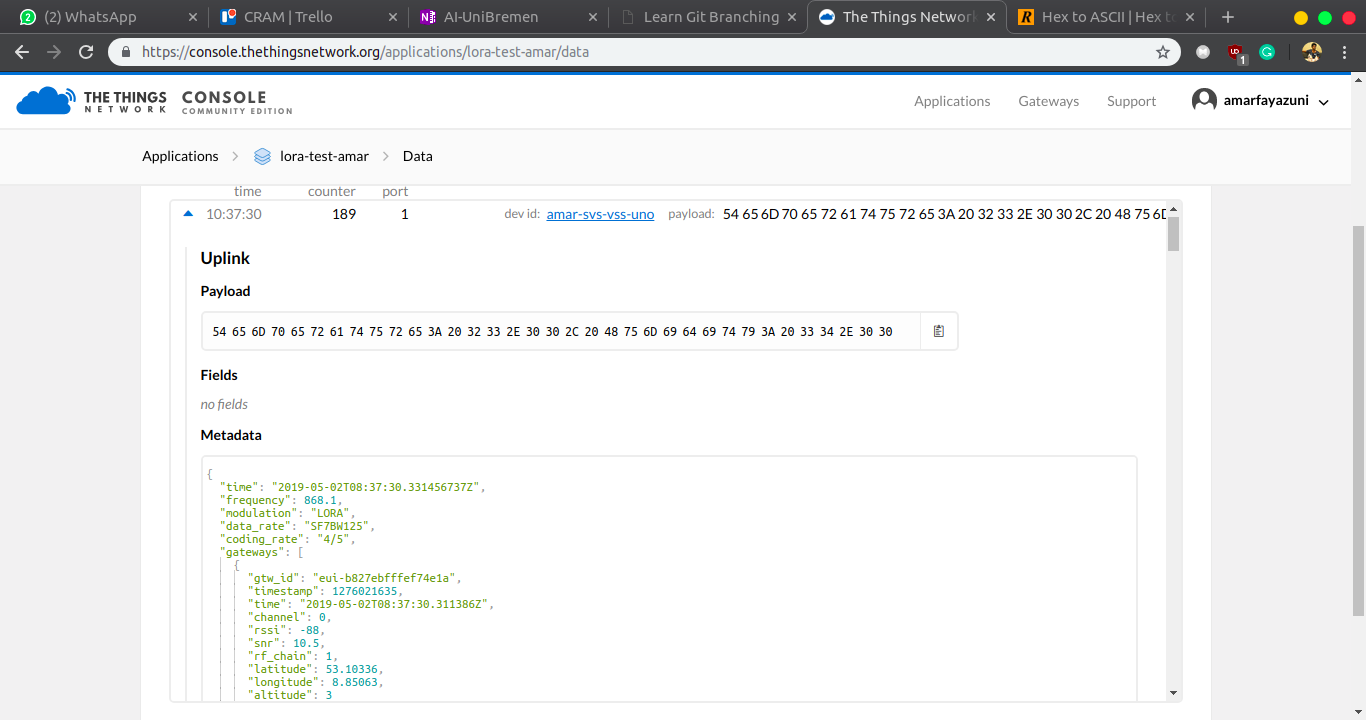 (2) WhatsApp
CRAM | Trello
AI-UniBremen
Learn Git Branching
The Things Network
Hex to ASCII | Hex to
https://console.thethingsnetwork.org/applications/lora-test-amar/data
1
THE THINGS NETWORK
CONSOLE
COMMUNITY EDITION
Applications
Gateways
Support
amarfayazuni
Applications > lora-test-amar > Data
time counter port
10:37:30 189 1 dev id: amar-svs-vss-uno payload: 54 65 6D 70 65 72 61 74 75 72 65 3A 20 32 33 2E 30 30 2C 20 48 75 6D
Uplink
Payload
54 65 6D 70 65 72 61 74 75 72 65 3A 20 32 33 2E 30 30 2C 20 48 75 6D 69 64 69 74 79 3A 20 33 34 2E 30 30
Fields
no fields
Metadata
{
"time": "2019-05-02T08:37:30.331456737Z",
"frequency": 868.1,
"modulation": "LORA",
"data_rate": "SF7BW125",
"coding_rate": "4/5",
"gateways": [
{
"gtw_id": "eui-b827ebfffef74e1a",
"timestamp": 1276021635,
"time": "2019-05-02T08:37:30.311386Z",
"channel": 0,
"rssi": -88,
"snr": 10.5,
"rf_chain": 1,
"latitude": 53.10336,
"longitude": 8.85063,
"altitude": 3